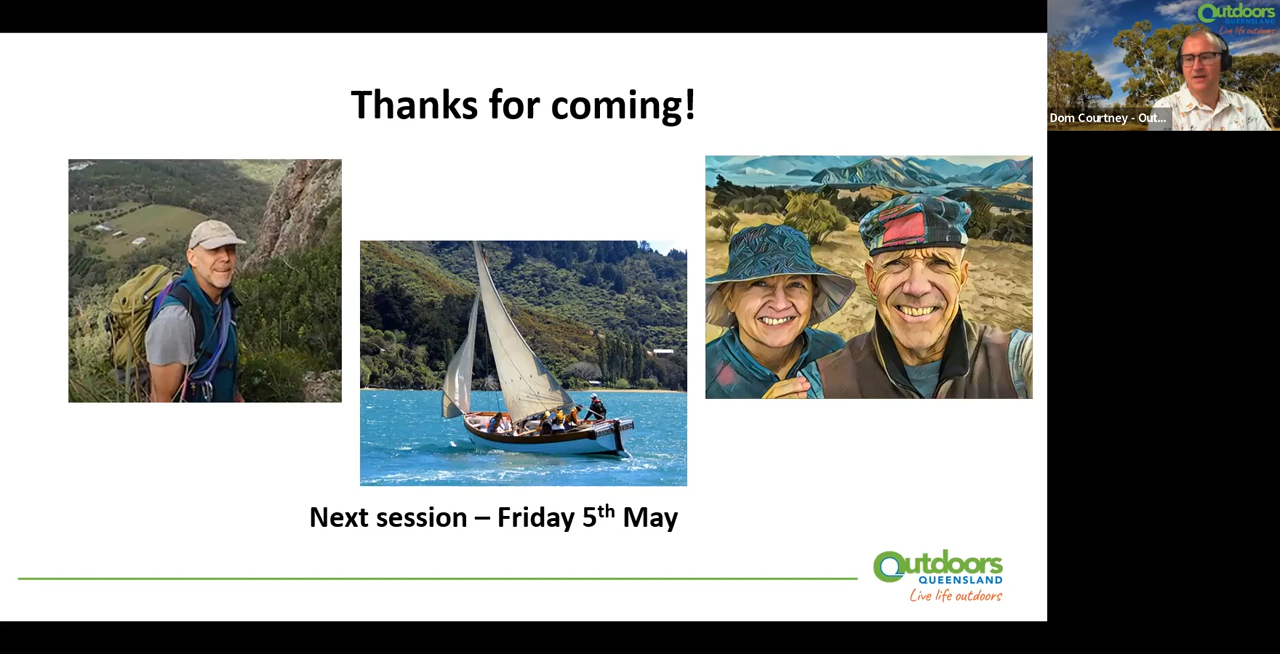 Thanks for coming!
Next session – Friday 5th May
Outdoors
QUEENSLAND
Live life outdoors
Outdoors
QUEENSLAND
Live life outdoors
Dom Courtney - Out...